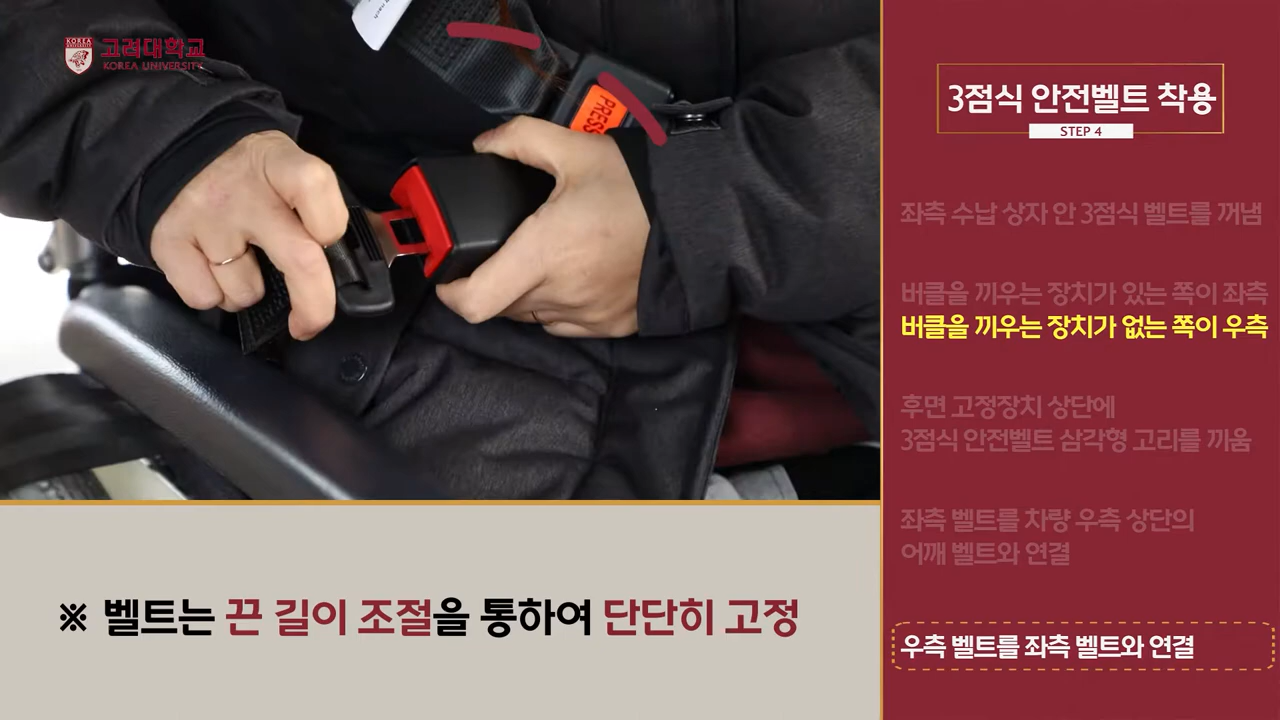 KOREA
UNIVERSITY
고려대학교
KOREA UNIVERSITY
PRESS
3점식 안전벨트 착용
STEP 4
좌측 수납 상자 안 3점식 벨트를 꺼냄
버클을 끼우는 장치가 있는 쪽이 좌측
버클을 끼우는 장치가 없는 쪽이 우측
후면 고정장치 상단에
3점식 안전벨트 삼각형 고리를 끼움
좌측 벨트를 차량 우측 상단의
어깨 벨트와 연결
우측 벨트를 좌측 벨트와 연결
※ 벨트는 끈 길이 조절을 통하여 단단히 고정